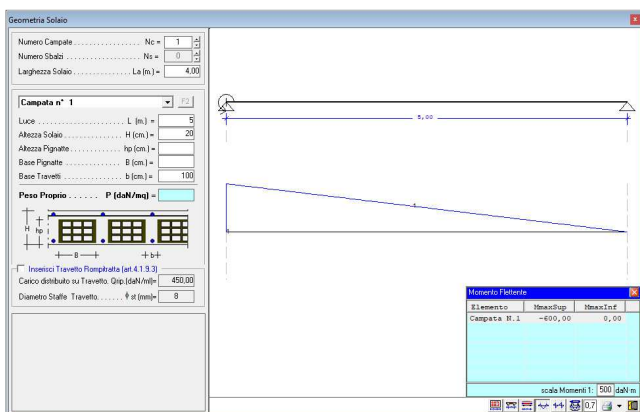 Geometria Solaio
Numero Campate . . . . . . . . . . . . . . . . Nc = 1
Numero Sbalzi . . . . . . . . . . . . . . . . Ns = 0
Larghezza Solaio . . . . . . . . . . . . . La (m.) = 4,00
Campata n° 1 F2
Luce . . . . . . . . . . . . . . . . . . . . L (m.) = 5
Altezza Solaio . . . . . . . . . . . . . . H (cm.) = 20
Altezza Pignatte . . . . . . . . . . . . . hp (cm.) =
Base Pignatte . . . . . . . . . . . . . . B (cm.) =
Base Travetti . . . . . . . . . . . . . . b (cm.) = 100
Peso Proprio . . . . . . P (daN/mq) =
H hp
B b
Inserisci Travetto Rompitratta (art.4.1.9.3)
Carico distribuito su Travetto. Qrip.(daN/ml)= 450,00
Diametro Staffe Travetto. . . . . . . ϕ st (mm)= 8
5,00
1
Momento Flettente
Elemento MmaxSup MmaxInf
Campata N.1 -600,00 0,00
scala Momenti 1: 500 daN·m
0,7